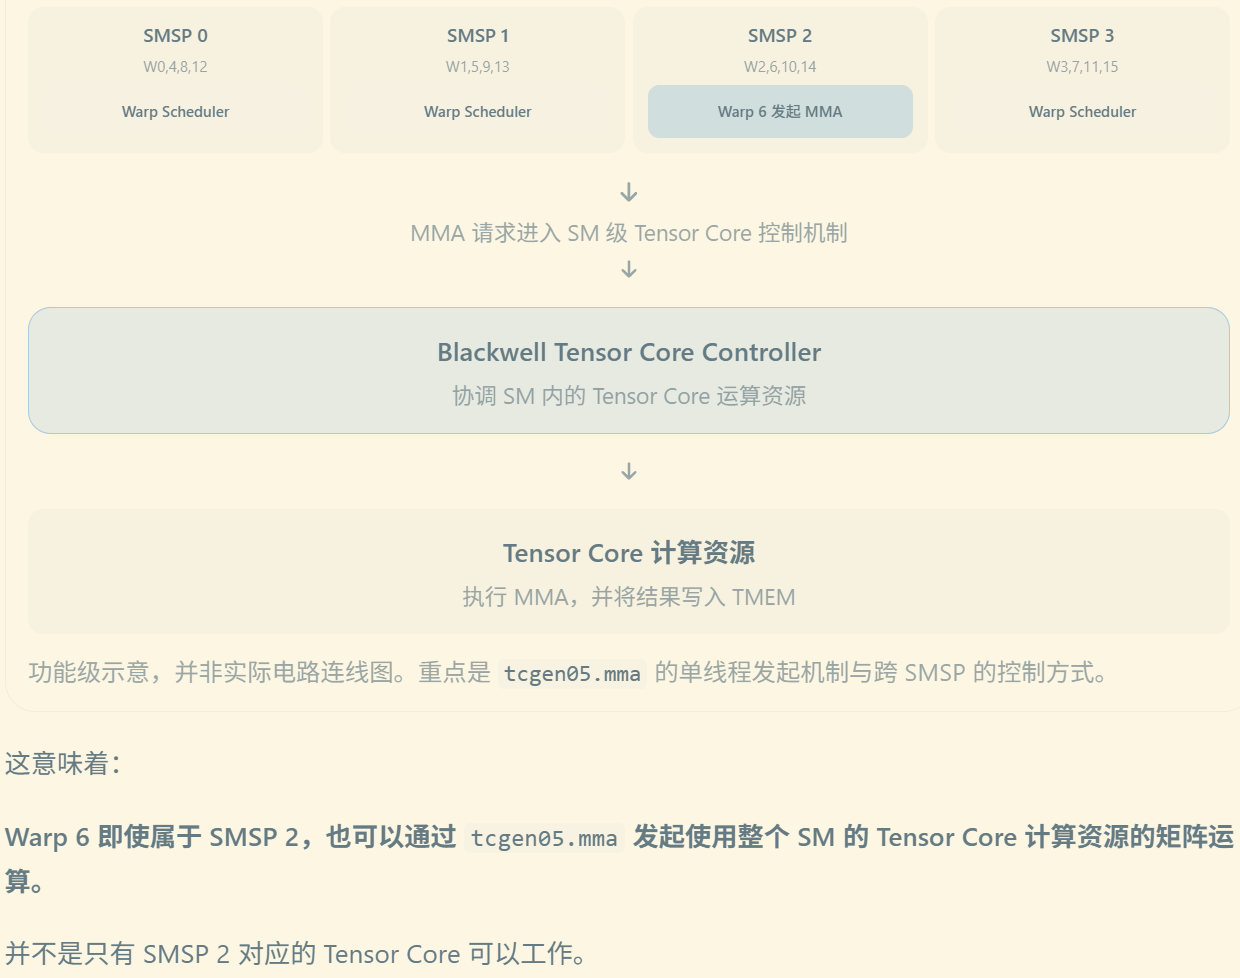 SMSP 0
SMSP 1
SMSP 2
SMSP 3
W0,4,8,12
W1,5,9,13
W2,6,10,14
W3,7,11,15
Warp Scheduler
Warp Scheduler
Warp 6 发起 MMA
Warp Scheduler
↓
MMA 请求进入 SM 级 Tensor Core 控制机制
↓
Blackwell Tensor Core Controller
协调 SM 内的 Tensor Core 运算资源
↓
Tensor Core 计算资源
执行 MMA，并将结果写入 TMEM
功能级示意，并非实际电路连线图。重点是 tcgen05.mma 的单线程发起机制与跨 SMSP 的控制方式。
这意味着：
Warp 6 即使属于 SMSP 2，也可以通过 tcgen05.mma 发起使用整个 SM 的 Tensor Core 计算资源的矩阵运
算。
并不是只有 SMSP 2 对应的 Tensor Core 可以工作。